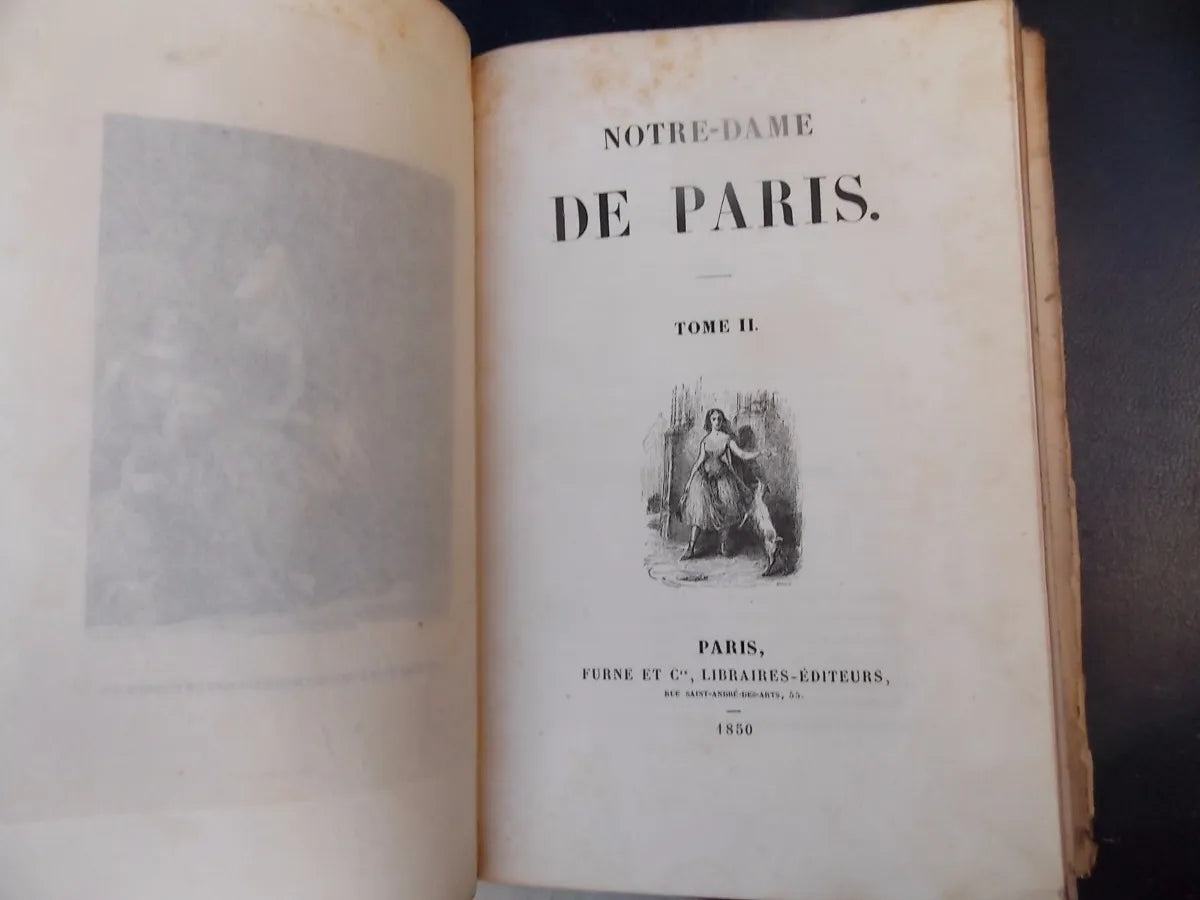 NOTRE-DAME
DE PARIS.
TOME II.
PARIS,
FURNE ET Cie, LIBRAIRES-ÉDITEURS,
RUE SAINT-ANDRÉ-DES-ARTS, 55.
1850